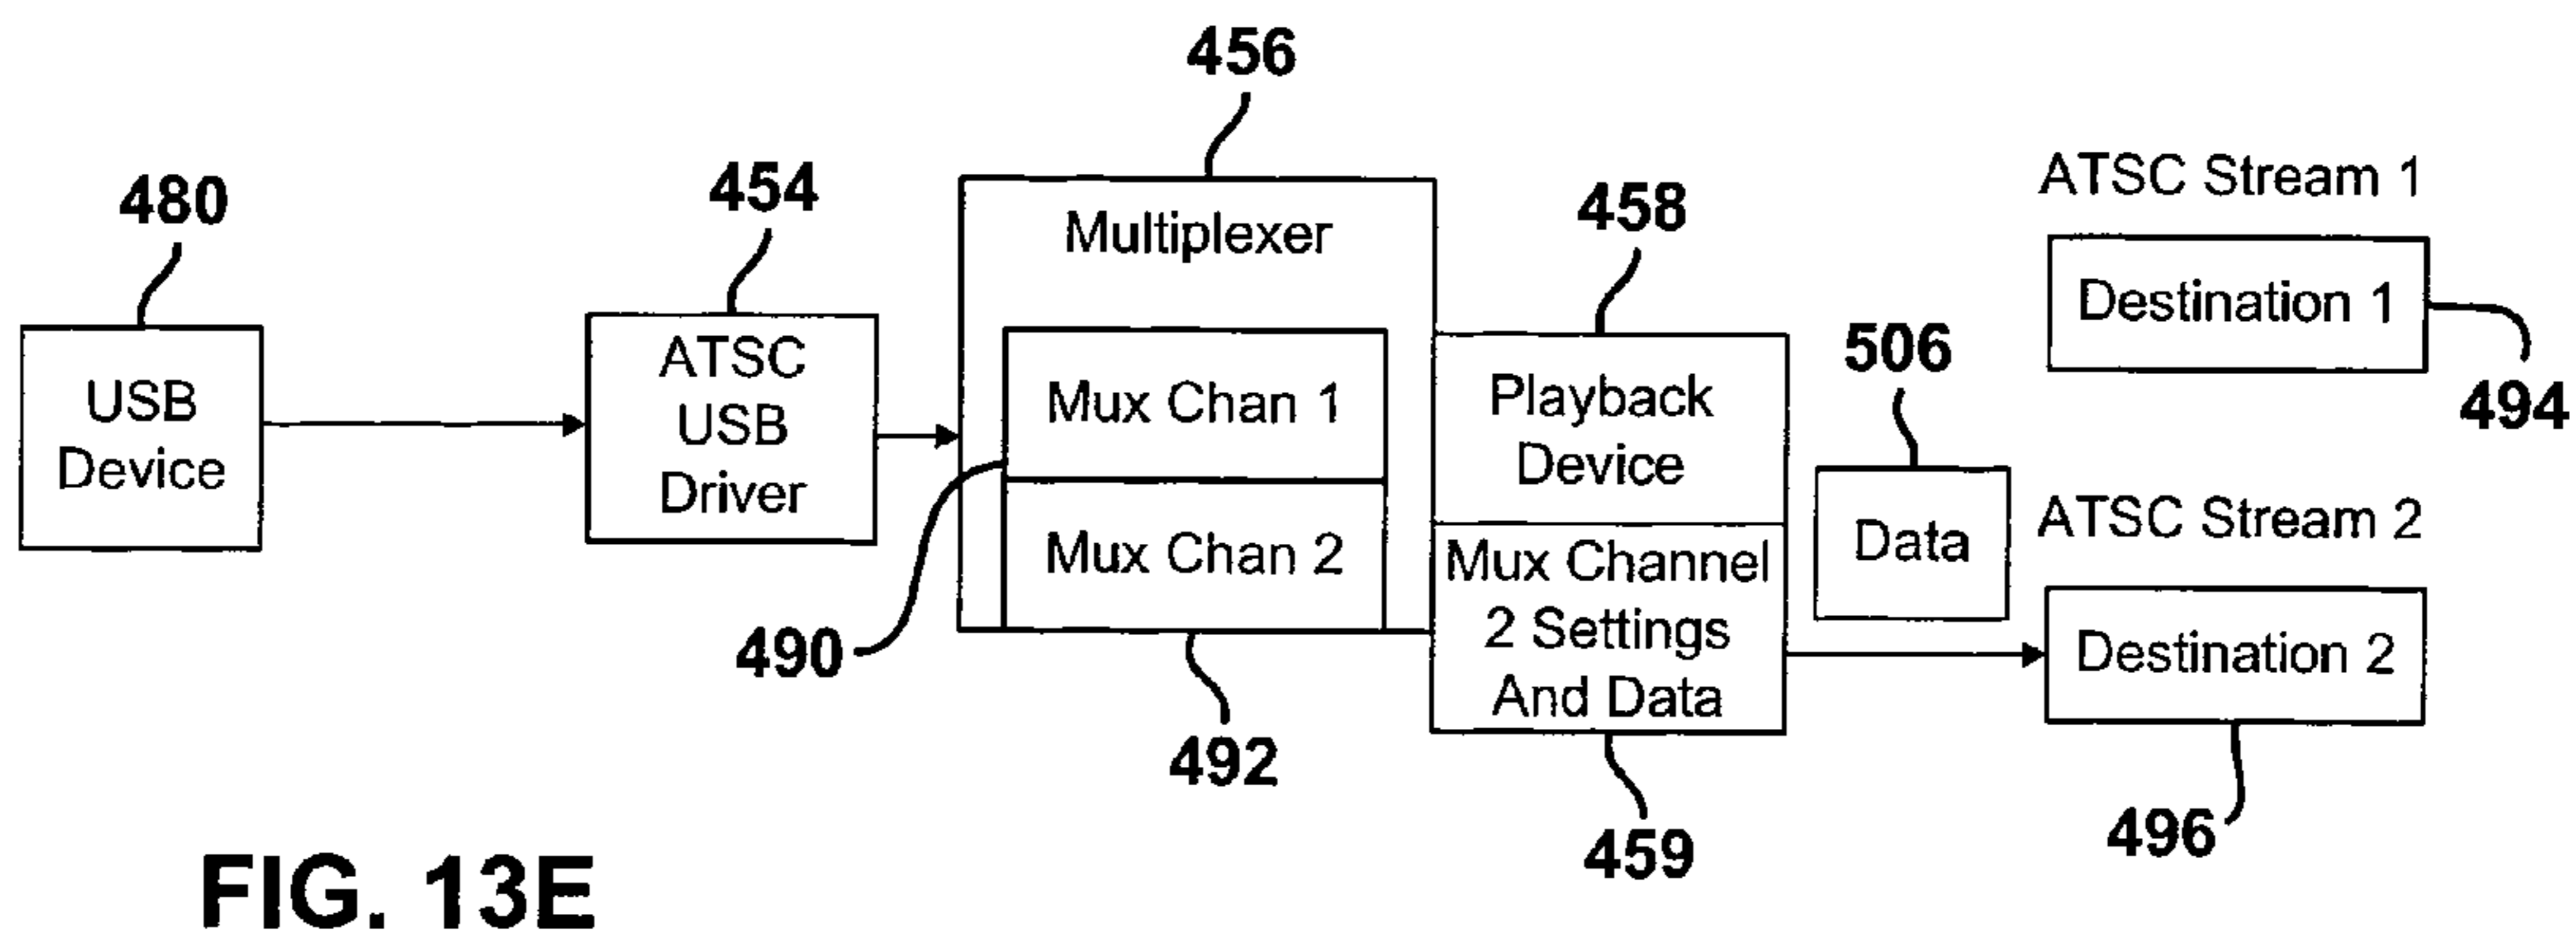 456
480
454
Multiplexer
458
ATSC Stream 1
Destination 1
494
USB
Device
ATSC
USB
Driver
Mux Chan 1
Mux Chan 2
490
492
Playback
Device
Mux Channel
2 Settings
And Data
459
506
Data
ATSC Stream 2
Destination 2
496
FIG. 13E